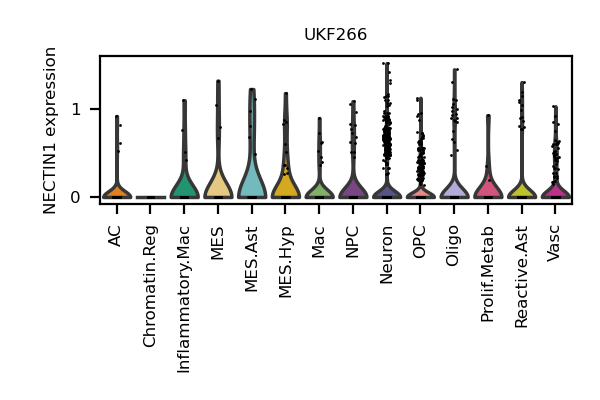 UKF266
NECTIN1 expression
1
0
AC
Chromatin.Reg
Inflammatory.Mac
MES
MES.Ast
MES.Hyp
Mac
NPC
Neuron
OPC
Oligo
Prolif.Metab
Reactive.Ast
Vasc